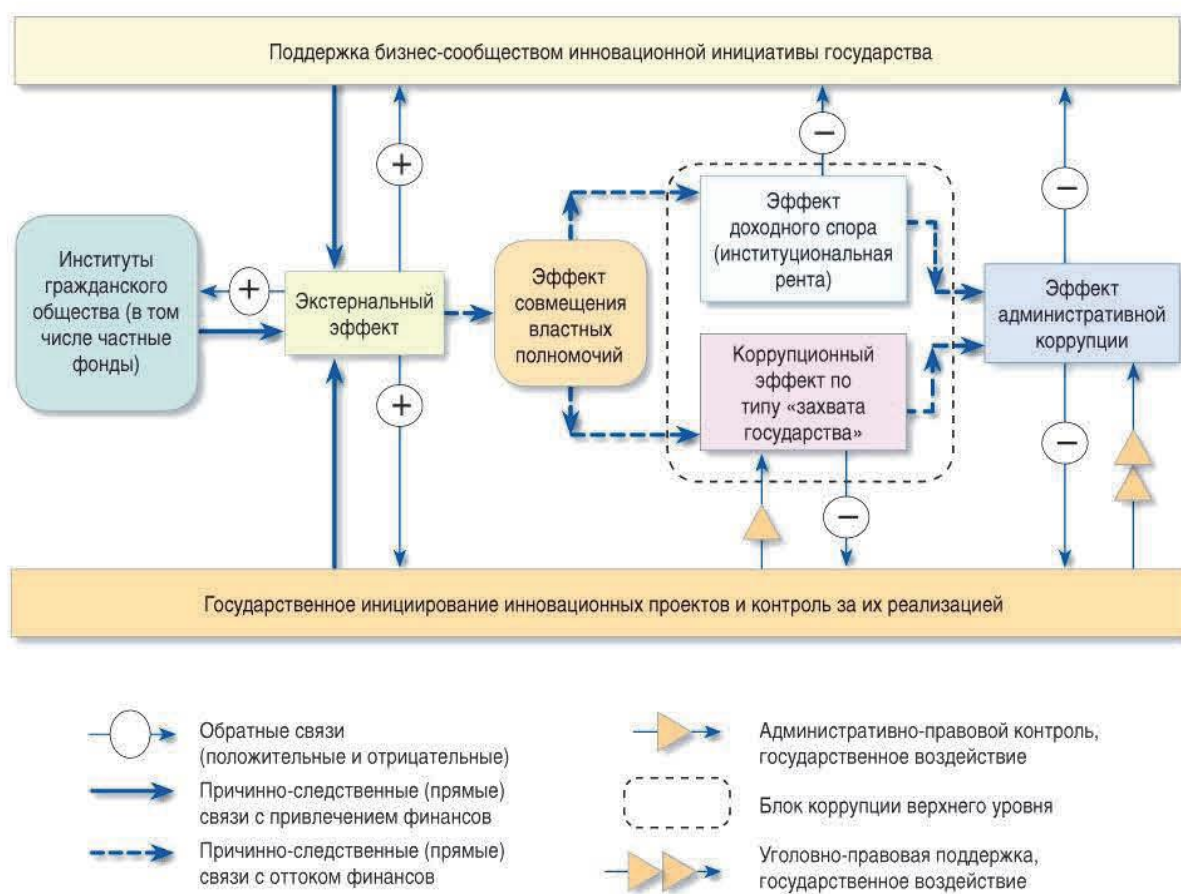 Поддержка бизнес-сообществом инновационной инициативы государства
+
−
−
+
Институты
гражданского
общества (в том
числе частные
фонды)
+
Экстернальный
эффект
+
Эффект
совмещения
властных
полномочий
Эффект
доходного спора
(институциональная
рента)
Коррупционный
эффект по
типу «захвата
государства»
−
Эффект
административной
коррупции
−
Государственное инициирование инновационных проектов и контроль за их реализацией
Обратные связи
(положительные и отрицательные)
Причинно-следственные (прямые)
связи с привлечением финансов
Причинно-следственные (прямые)
связи с оттоком финансов
Административно-правовой контроль,
государственное воздействие
Блок коррупции верхнего уровня
Уголовно-правовая поддержка,
государственное воздействие